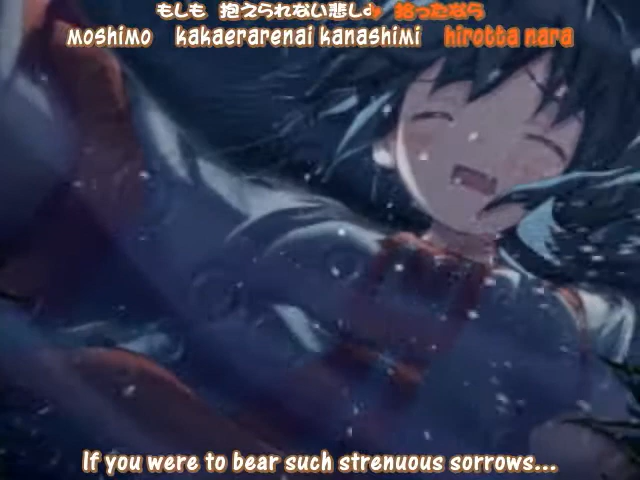 もしも 抱えられない悲しみ 拾ったなら
moshimo kakaerarenai kanashimi hirotta nara
If you were to bear such strenuous sorrows...